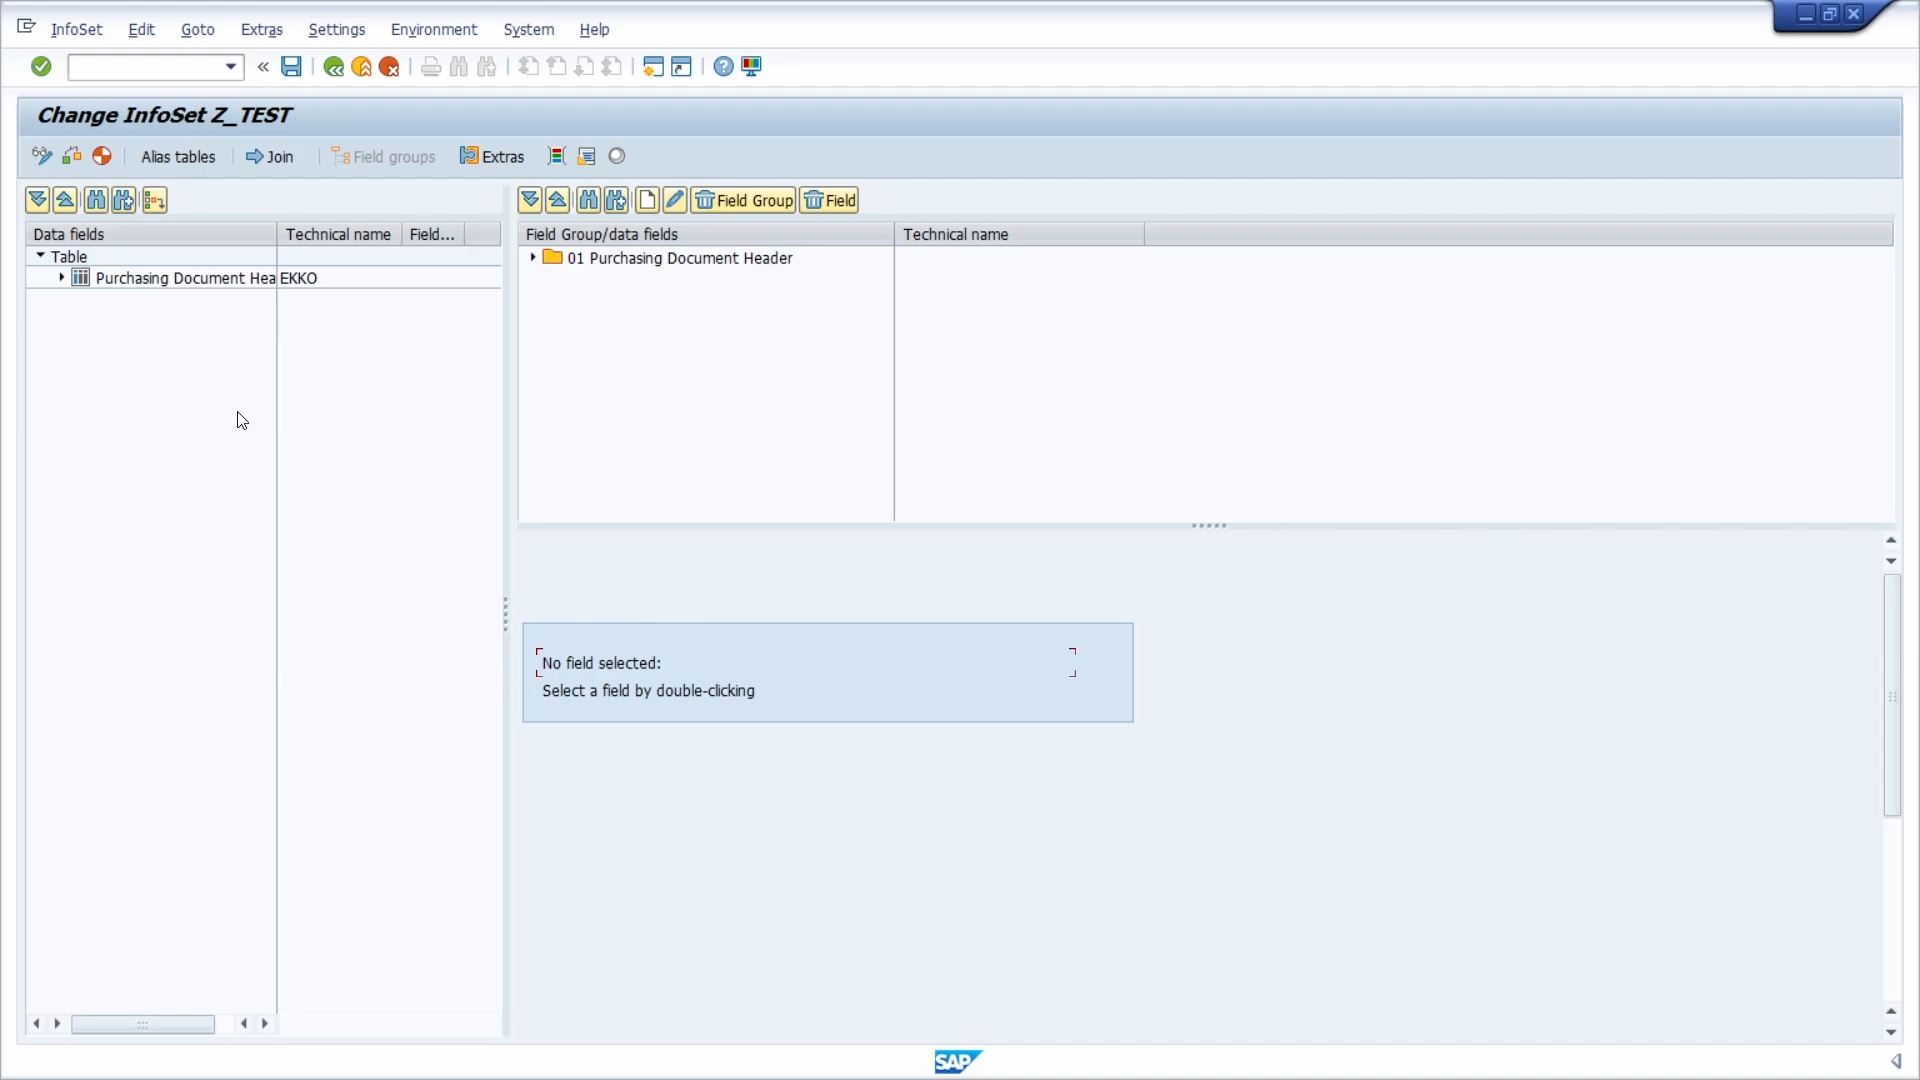 InfoSet Edit Goto Extras Settings Environment System Help
Change InfoSet Z_TEST
Alias tables Join Field groups Extras
Field Group Field
Data fields Technical name Field...
Field Group/data fields Technical name
Table
01 Purchasing Document Header
Purchasing Document Hea EKKO
No field selected:
Select a field by double-clicking
SAP